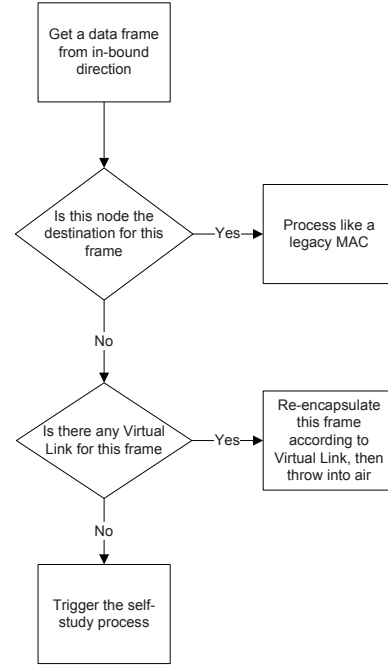 Get a data frame
from in-bound
direction
Is this node the
destination for this
frame
Yes
Process like a
legacy MAC
No
Is there any Virtual
Link for this frame
Yes
Re-encapsulate
this frame
according to
Virtual Link, then
throw into air
No
Trigger the self-
study process